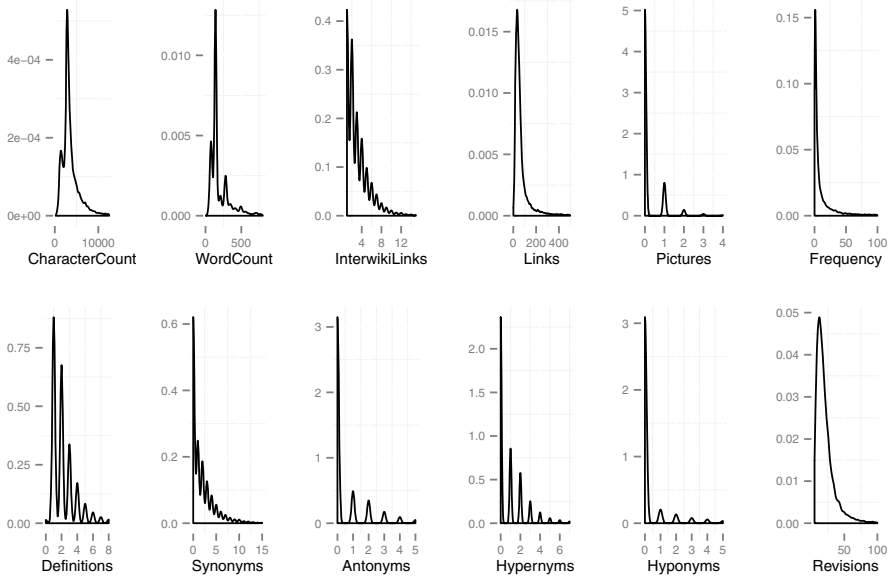 4e−04
2e−04
0e+00
0 10000
CharacterCount
0.010
0.005
0.000
0 500
WordCount
0.4
0.3
0.2
0.1
0.0
4 8 12
InterwikiLinks
0.015
0.010
0.005
0.000
0 200 400
Links
5
4
3
2
1
0
0 1 2 3 4
Pictures
0.15
0.10
0.05
0.00
0 50 100
Frequency
0.75
0.50
0.25
0.00
0 2 4 6 8
Definitions
0.6
0.4
0.2
0.0
0 5 10 15
Synonyms
3
2
1
0
0 1 2 3 4 5
Antonyms
2.0
1.5
1.0
0.5
0.0
0 2 4 6
Hypernyms
3
2
1
0
0 1 2 3 4 5
Hyponyms
0.05
0.04
0.03
0.02
0.01
0.00
50 100
Revisions